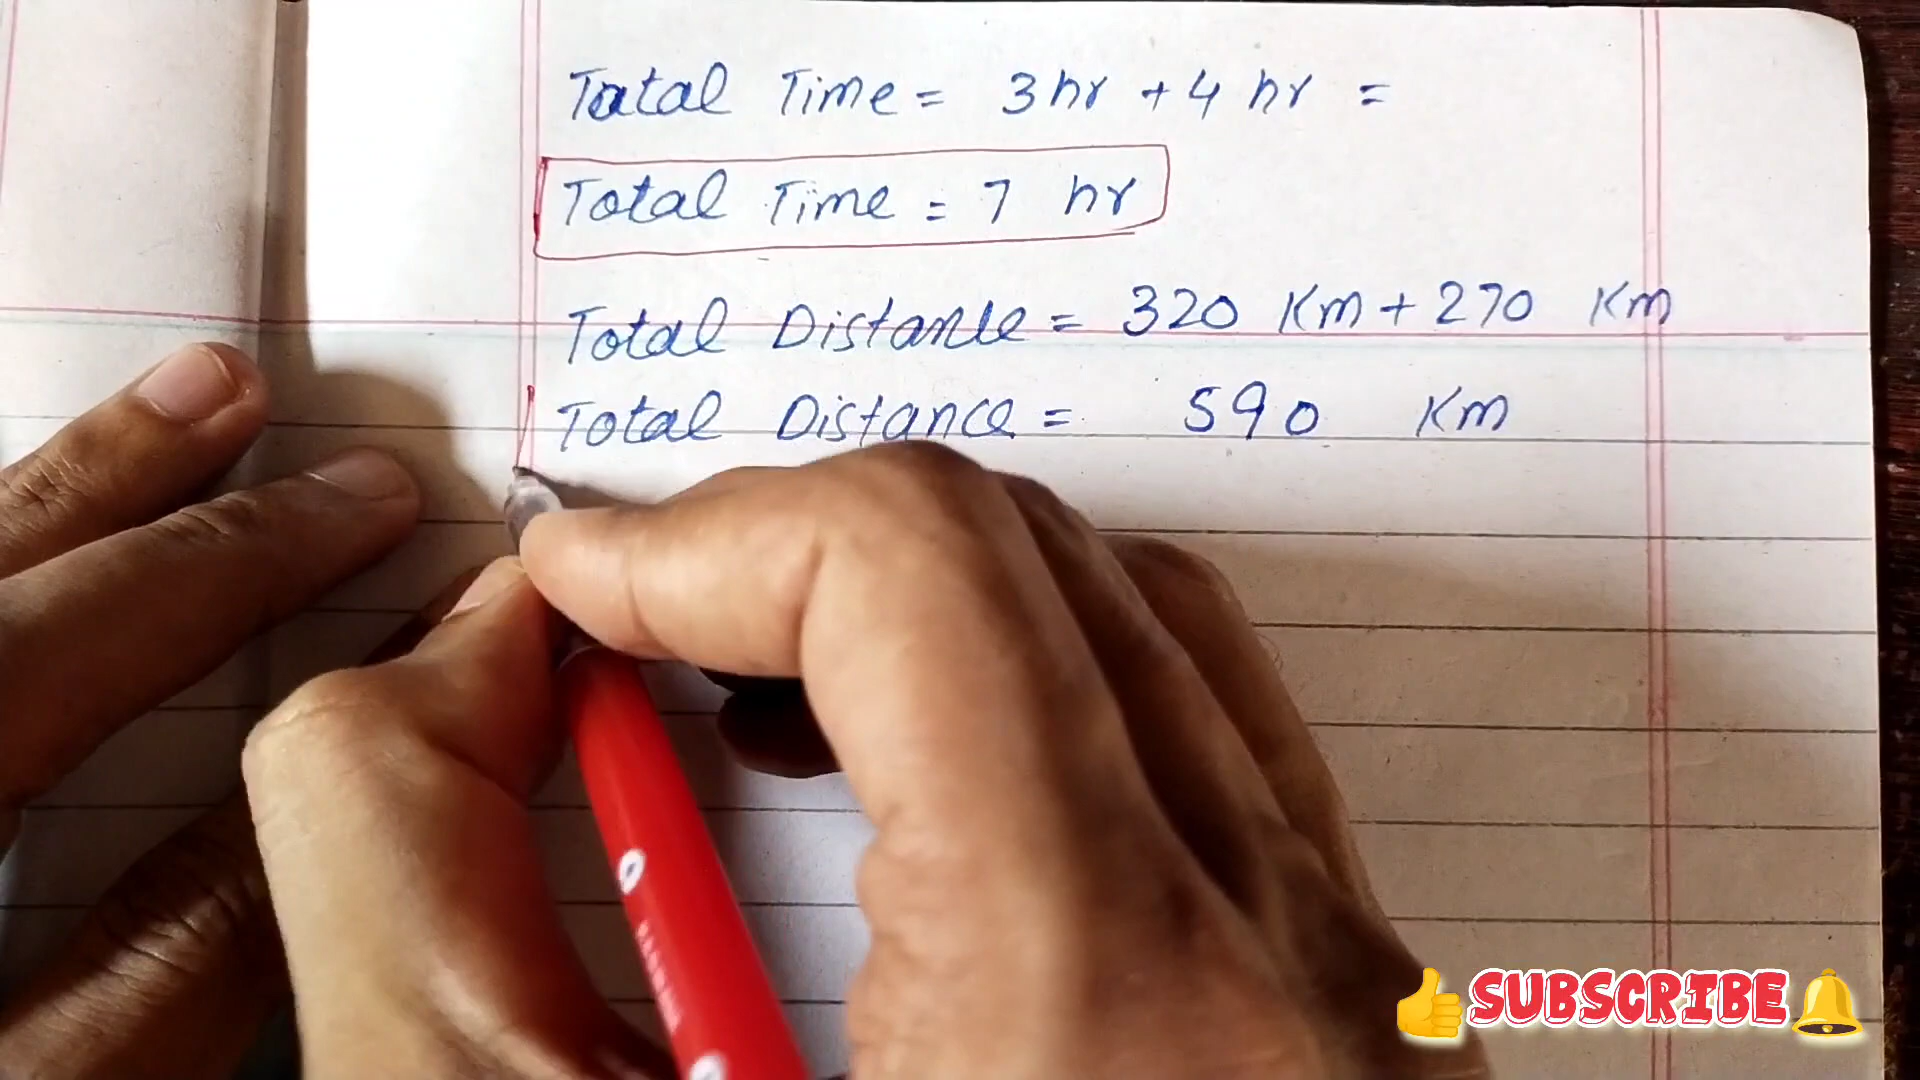 Total Time = 3 hr + 4 hr =
Total Time = 7 hr
Total Distance = 320 Km + 270 Km
Total Distance = 590 Km
SUBSCRIBE